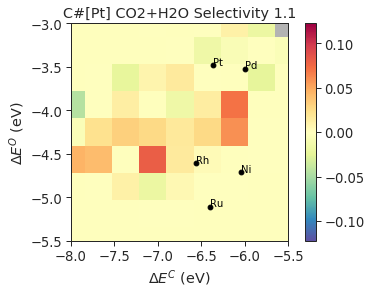 C#[Pt] CO2+H2O Selectivity 1.1
−3.0
−3.5
−4.0
−4.5
−5.0
−5.5
ΔE^O (eV)
Pt
Pd
Rh
Ni
Ru
−8.0 −7.5 −7.0 −6.5 −6.0 −5.5
ΔE^C (eV)
0.10
0.05
0.00
−0.05
−0.10